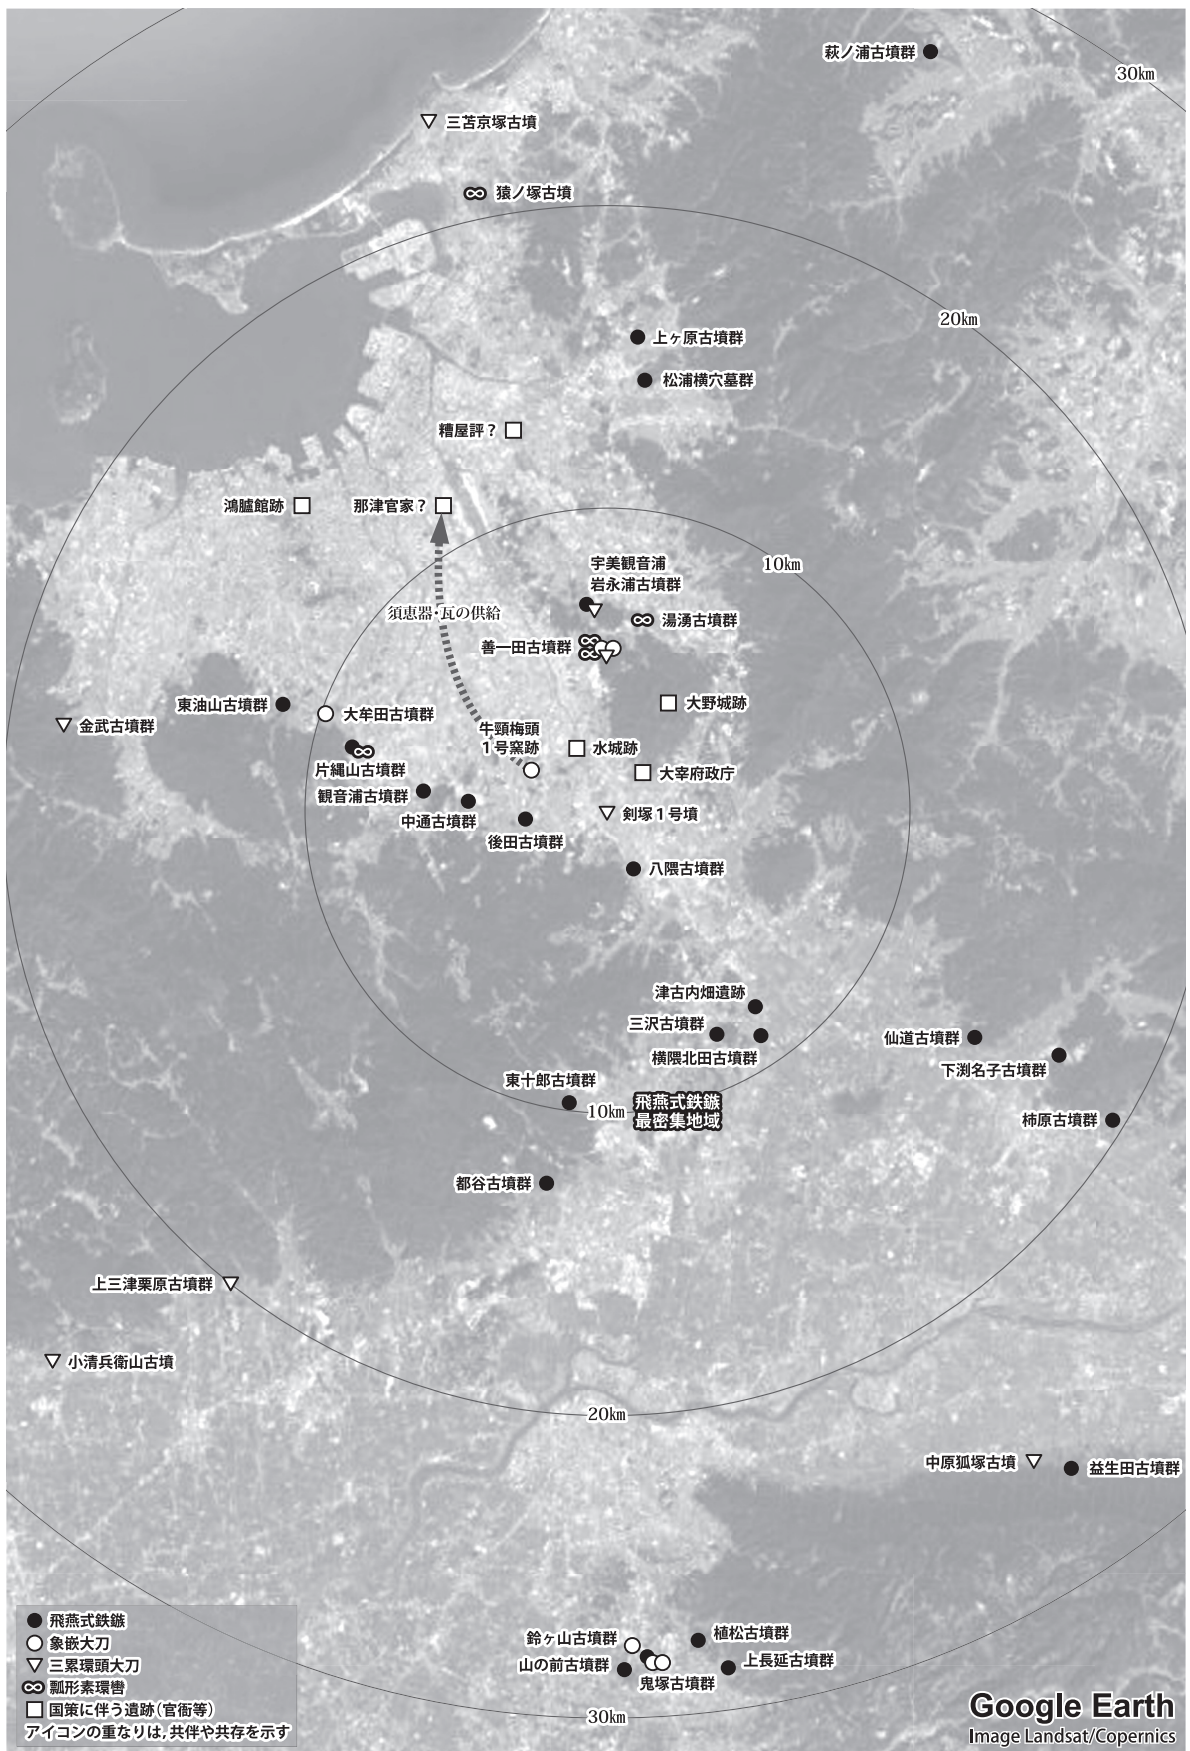 萩ノ浦古墳群
30km
三苫京塚古墳
猿ノ塚古墳
20km
上ヶ原古墳群
松浦横穴墓群
糟屋評？
鴻臚館跡
那津官家？
10km
宇美観音浦
岩永浦古墳群
須恵器・瓦の供給
湯湧古墳群
善一田古墳群
東油山古墳群
大野城跡
大牟田古墳群
金武古墳群
牛頸梅頭
１号窯跡
水城跡
片縄山古墳群
大宰府政庁
観音浦古墳群
中通古墳群
剣塚１号墳
後田古墳群
八隈古墳群
津古内畑遺跡
三沢古墳群
横隈北田古墳群
仙道古墳群
下渕名子古墳群
東十郎古墳群
10km
飛燕式鉄鏃
最密集地域
柿原古墳群
都谷古墳群
上三津栗原古墳群
小清兵衛山古墳
20km
中原狐塚古墳
益生田古墳群
鈴ヶ山古墳群
植松古墳群
山の前古墳群
上長延古墳群
鬼塚古墳群
30km
飛燕式鉄鏃
象嵌大刀
三累環頭大刀
瓢形素環轡
国策に伴う遺跡（官衙等）
アイコンの重なりは，共伴や共存を示す
Google Earth
Image Landsat/Copernics